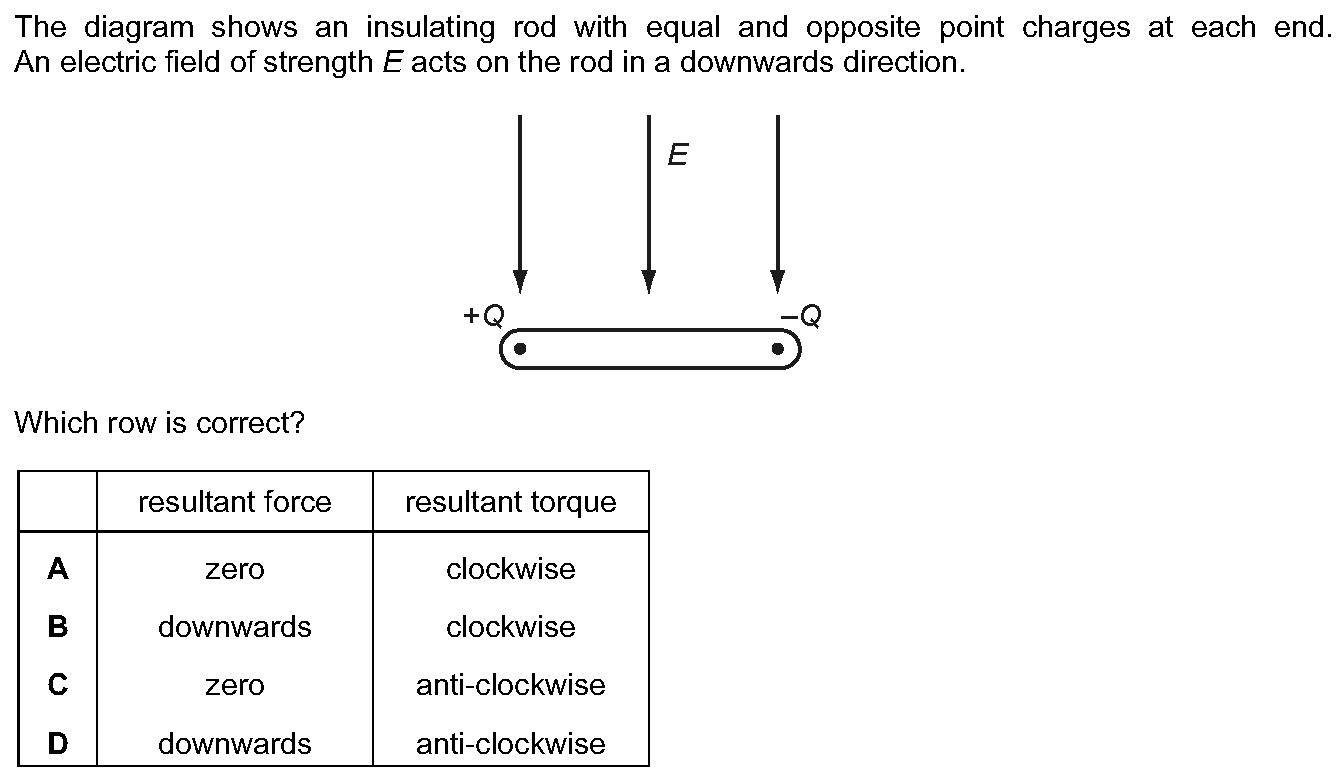 The diagram shows an insulating rod with equal and opposite point charges at each end.
An electric field of strength E acts on the rod in a downwards direction.
E
+Q
–Q
Which row is correct?
resultant force resultant torque
A zero clockwise
B downwards clockwise
C zero anti-clockwise
D downwards anti-clockwise